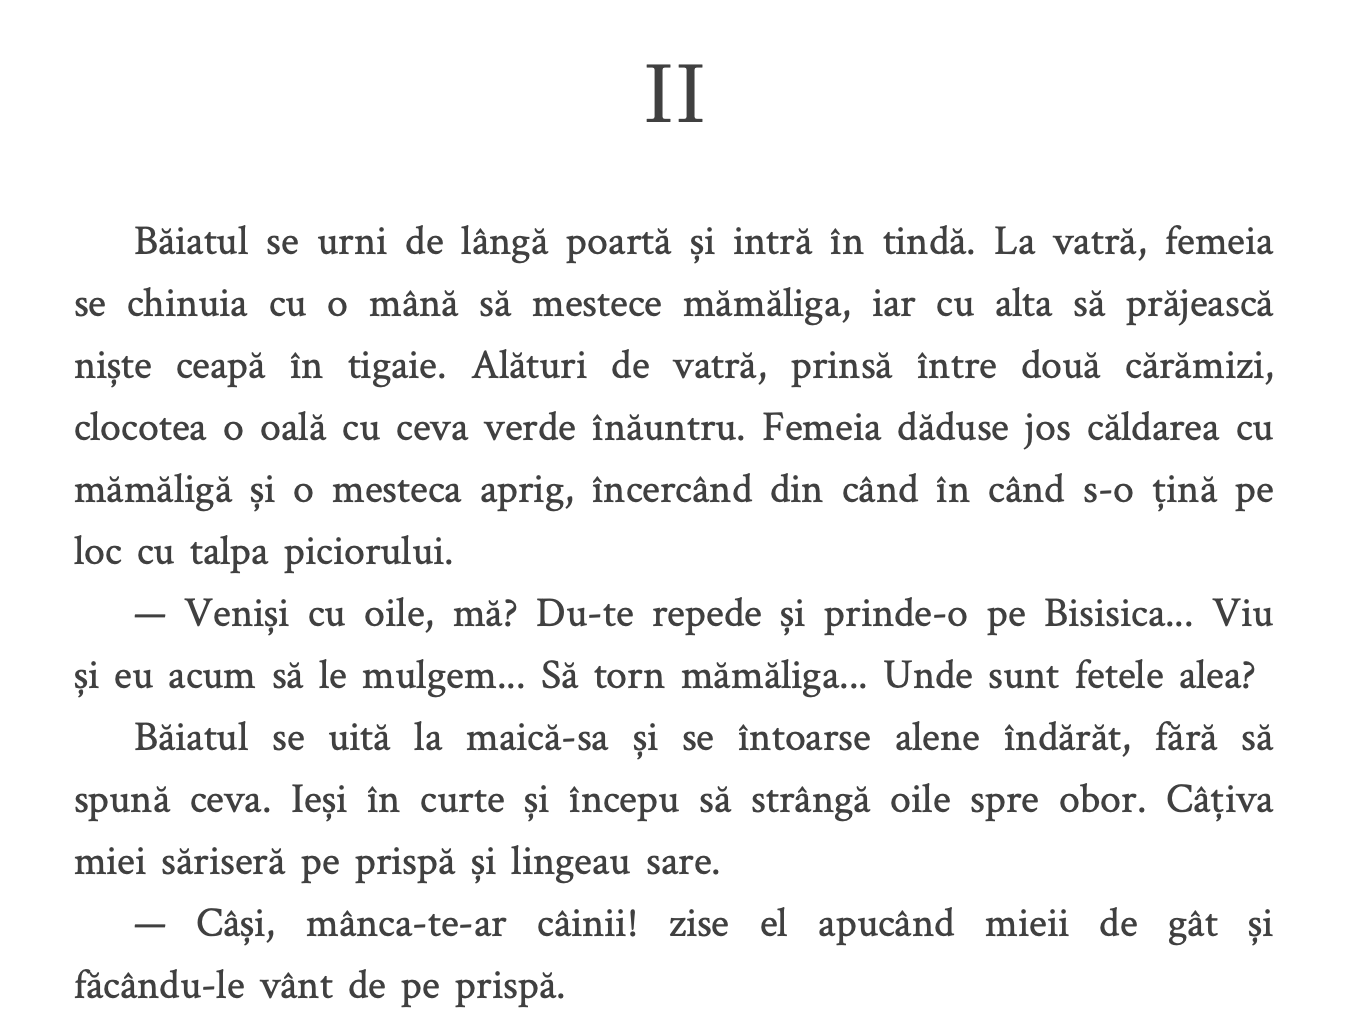 II
Băiatul se urni de lângă poartă și intră în tindă. La vatră, femeia
se chinuia cu o mână să mestece mămăliga, iar cu alta să prăjească
niște ceapă în tigaie. Alături de vatră, prinsă între două cărămizi,
clocotea o oală cu ceva verde înăuntru. Femeia dăduse jos căldarea cu
mămăligă și o mesteca aprig, încercând din când în când s-o țină pe
loc cu talpa piciorului.
— Veniși cu oile, mă? Du-te repede și prinde-o pe Bisisica... Viu
și eu acum să le mulgem... Să torn mămăliga... Unde sunt fetele alea?
Băiatul se uită la maică-sa și se întoarse alene îndărăt, fără să
spună ceva. Ieși în curte și începu să strângă oile spre obor. Câțiva
miei săriseră pe prispă și lingeau sare.
— Câși, mânca-te-ar câinii! zise el apucând mieii de gât și
făcându-le vânt de pe prispă.